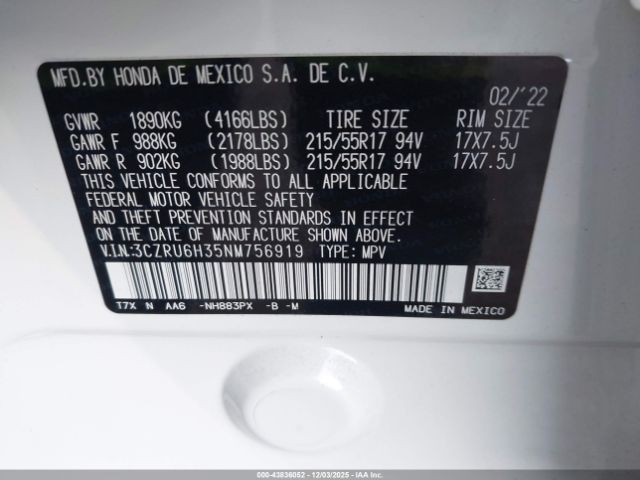 MFD.BY HONDA DE MEXICO S.A. DE C.V.
02/'22
GVWR 1890KG (4166LBS) TIRE SIZE RIM SIZE
GAWR F 988KG (2178LBS) 215/55R17 94V 17X7.5J
GAWR R 902KG (1988LBS) 215/55R17 94V 17X7.5J
THIS VEHICLE CONFORMS TO ALL APPLICABLE
FEDERAL MOTOR VEHICLE SAFETY
AND THEFT PREVENTION STANDARDS IN EFFECT
ON THE DATE OF MANUFACTURE SHOWN ABOVE.
V.I.N:3CZRU6H35NM756919 TYPE: MPV
T7X N AA6 -NH883PX -B -M
MADE IN MEXICO
000-43836052 - 12/03/2025 - IAA Inc.